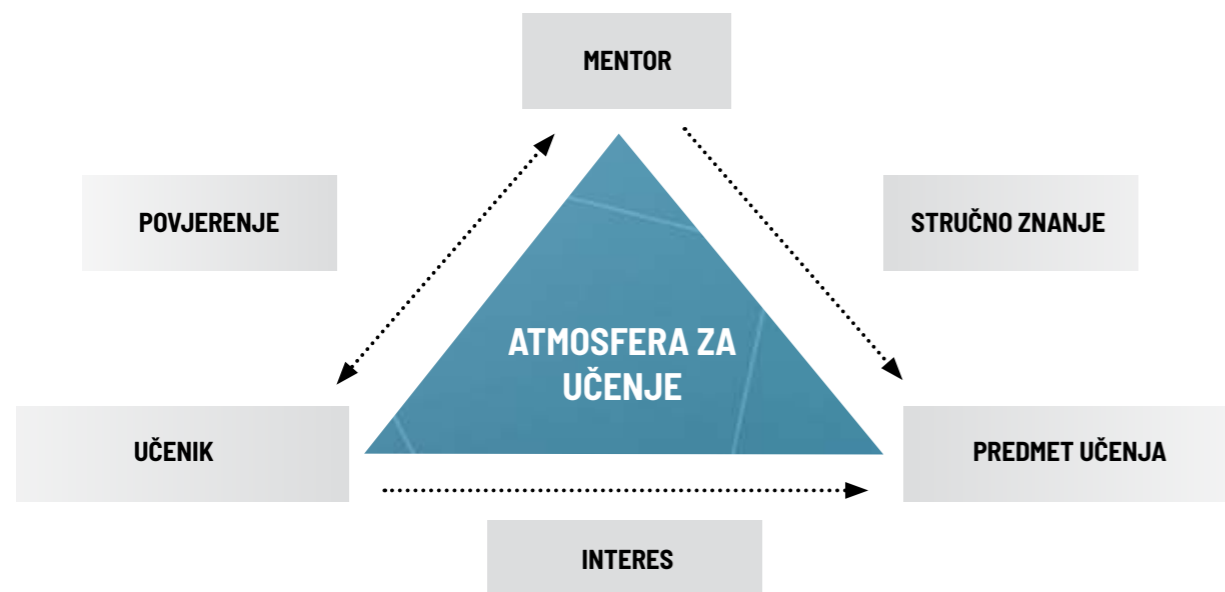 MENTOR
POVJERENJE
STRUČNO ZNANJE
ATMOSFERA ZA
UČENJE
UČENIK
PREDMET UČENJA
INTERES